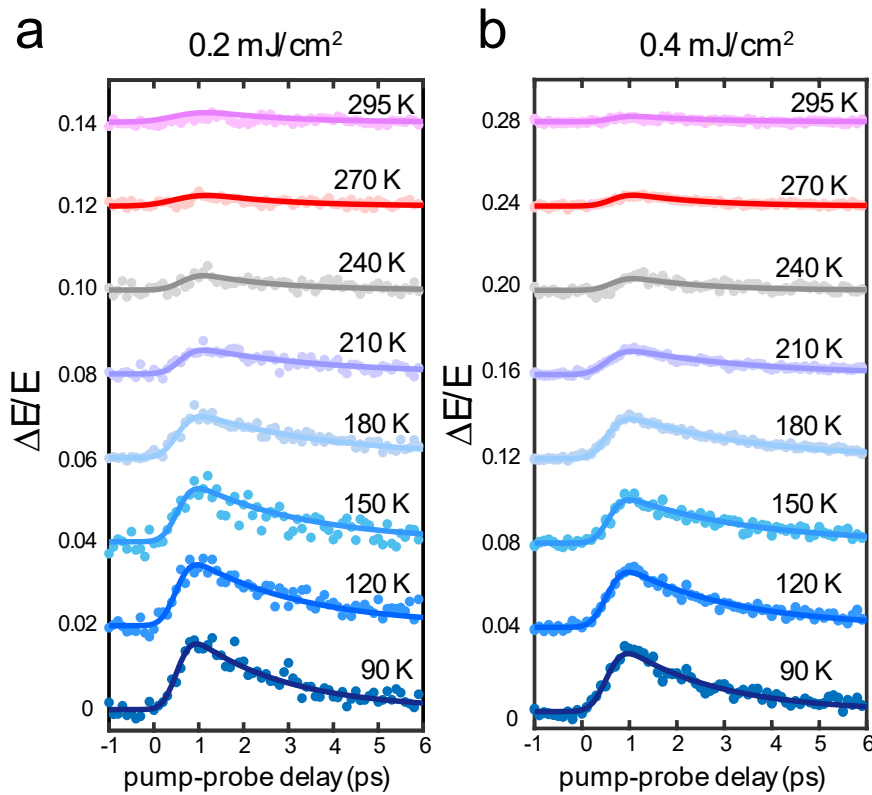 a
0.2 mJ/cm²
295 K
270 K
240 K
210 K
180 K
150 K
120 K
90 K
0.14
0.12
0.10
0.08
0.06
0.04
0.02
0
ΔE/E
-1 0 1 2 3 4 5 6
pump-probe delay (ps)
b
0.4 mJ/cm²
295 K
270 K
240 K
210 K
180 K
150 K
120 K
90 K
0.28
0.24
0.20
0.16
0.12
0.08
0.04
0
ΔE/E
-1 0 1 2 3 4 5 6
pump-probe delay (ps)